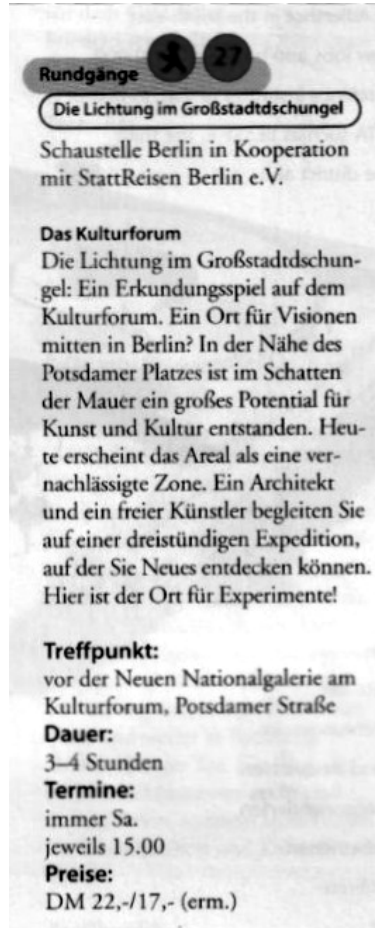 Rundgänge 27
Die Lichtung im Großstadtdschungel
Schaustelle Berlin in Kooperation
mit StattReisen Berlin e.V.
Das Kulturforum
Die Lichtung im Großstadtdschun-
gel: Ein Erkundungsspiel auf dem
Kulturforum. Ein Ort für Visionen
mitten in Berlin? In der Nähe des
Potsdamer Platzes ist im Schatten
der Mauer ein großes Potential für
Kunst und Kultur entstanden. Heu-
te erscheint das Areal als eine ver-
nachlässigte Zone. Ein Architekt
und ein freier Künstler begleiten Sie
auf einer dreistündigen Expedition,
auf der Sie Neues entdecken können.
Hier ist der Ort für Experimente!
Treffpunkt:
vor der Neuen Nationalgalerie am
Kulturforum, Potsdamer Straße
Dauer:
3–4 Stunden
Termine:
immer Sa.
jeweils 15.00
Preise:
DM 22,-/17,- (erm.)